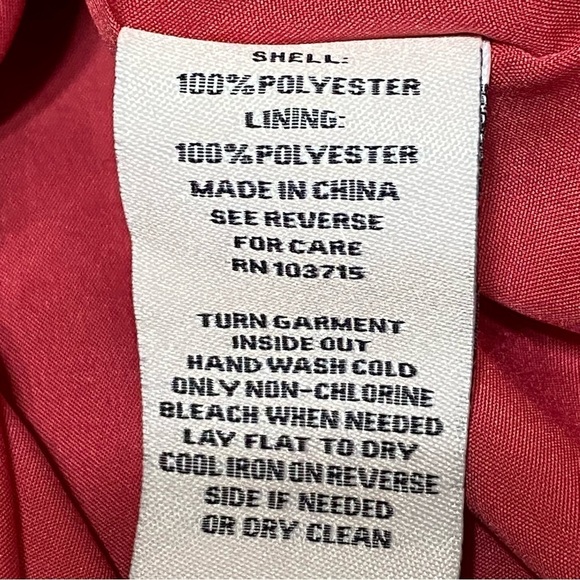 SHELL:
100% POLYESTER
LINING:
100% POLYESTER
MADE IN CHINA
SEE REVERSE
FOR CARE
RN 103715
TURN GARMENT
INSIDE OUT
HAND WASH COLD
ONLY NON-CHLORINE
BLEACH WHEN NEEDED
LAY FLAT TO DRY
COOL IRON ON REVERSE
SIDE IF NEEDED
OR DRY CLEAN